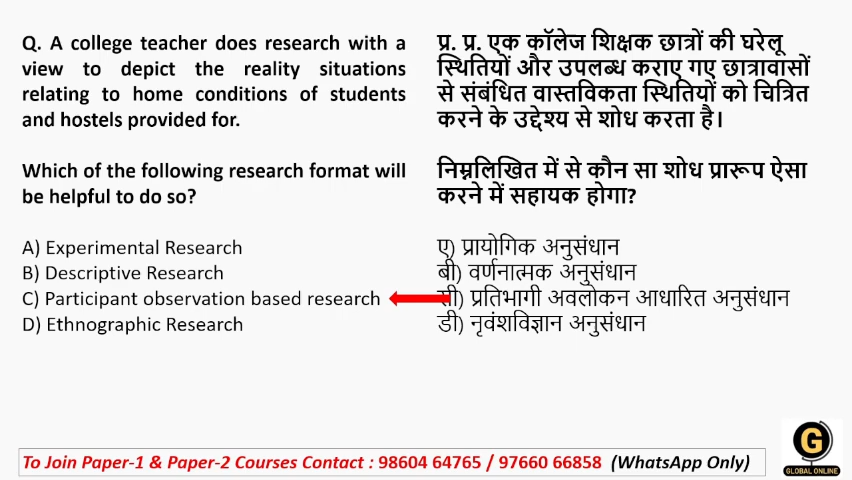 Q. A college teacher does research with a
view to depict the reality situations
relating to home conditions of students
and hostels provided for.
Which of the following research format will
be helpful to do so?
A) Experimental Research
B) Descriptive Research
C) Participant observation based research
D) Ethnographic Research
प्र. प्र. एक कॉलेज शिक्षक छात्रों की घरेलू
स्थितियों और उपलब्ध कराए गए छात्रावासों
से संबंधित वास्तविकता स्थितियों को चित्रित
करने के उद्देश्य से शोध करता है।
निम्नलिखित में से कौन सा शोध प्रारूप ऐसा
करने में सहायक होगा?
ए) प्रायोगिक अनुसंधान
बी) वर्णनात्मक अनुसंधान
सी) प्रतिभागी अवलोकन आधारित अनुसंधान
डी) नृवंशविज्ञान अनुसंधान
To Join Paper-1 & Paper-2 Courses Contact : 98604 64765 / 97660 66858 (WhatsApp Only)
G
GLOBAL ONLINE